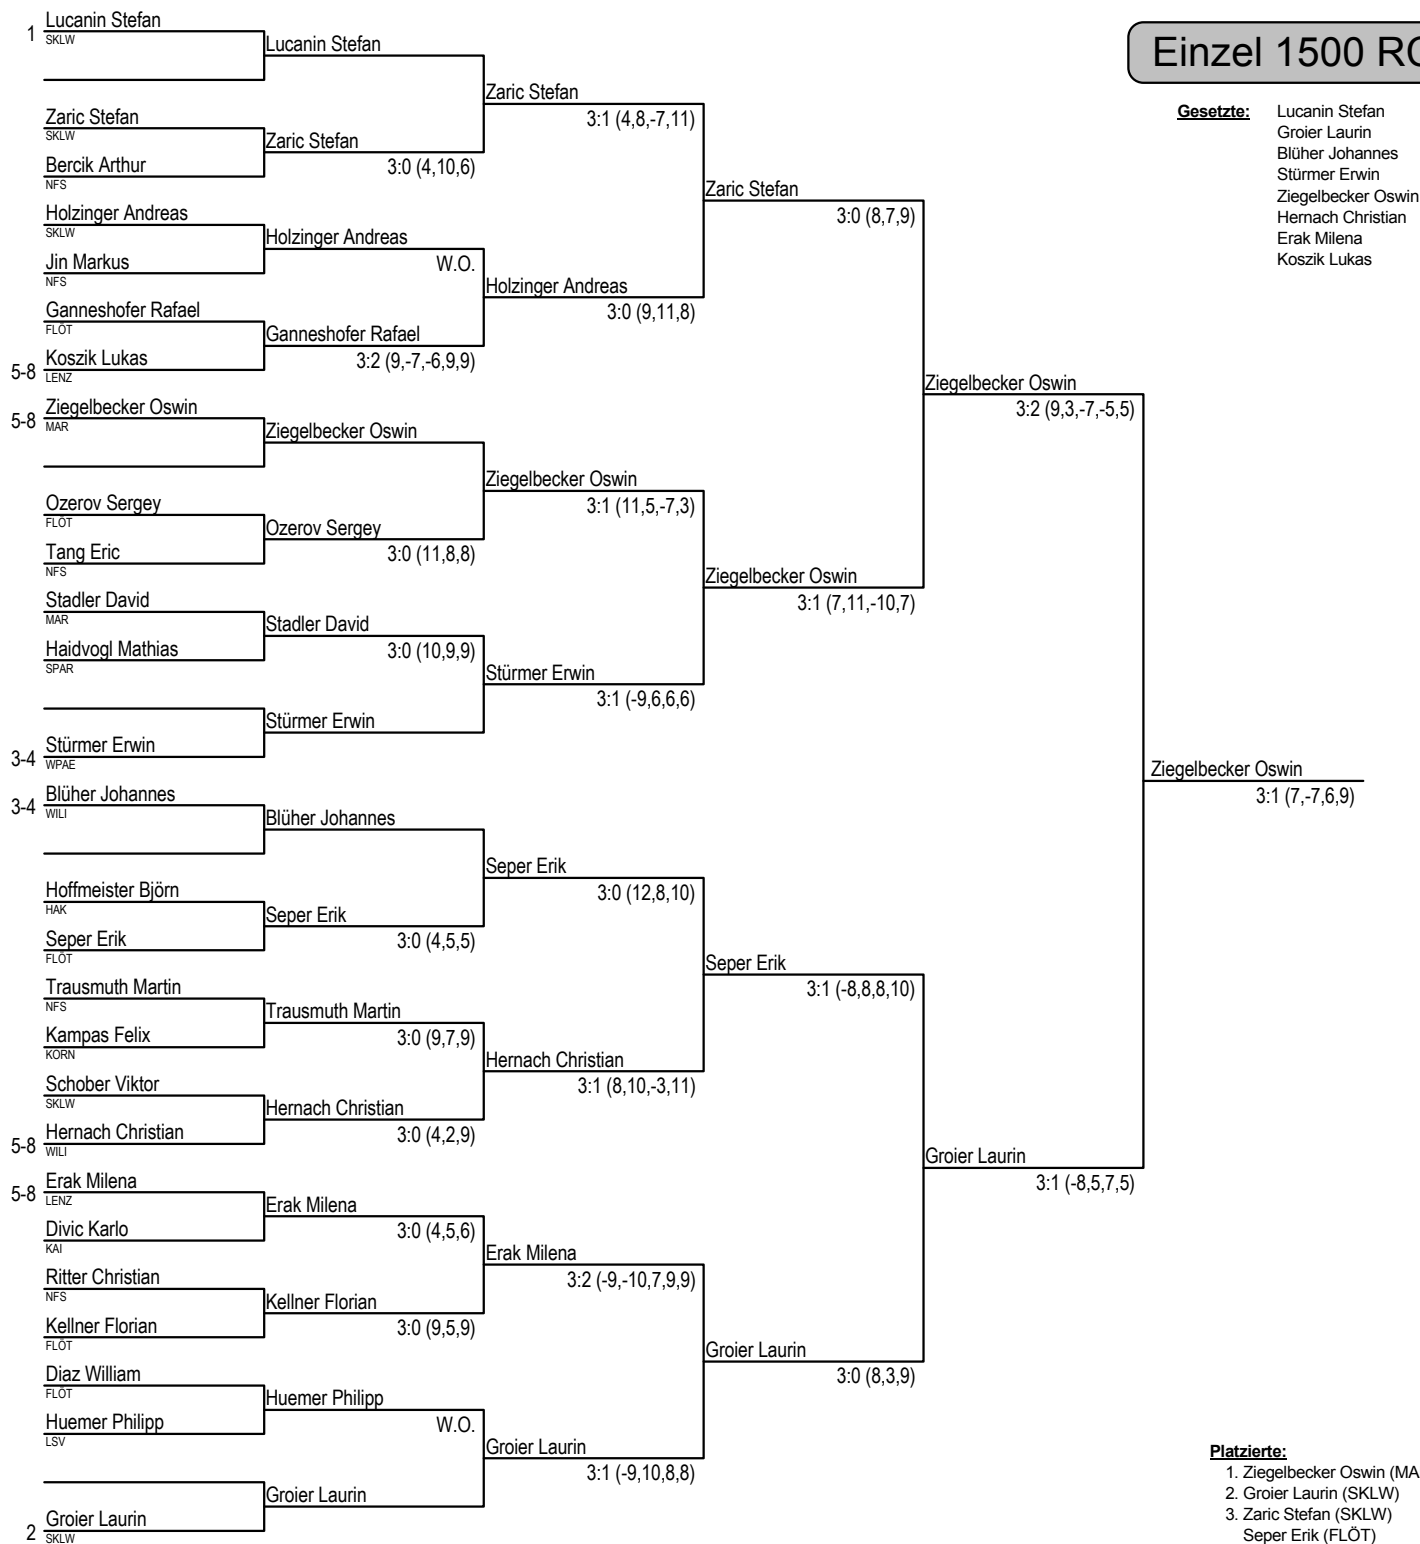 Einzel 1500 RC
Gesetzte: Lucanin Stefan
Groier Laurin
Blüher Johannes
Stürmer Erwin
Ziegelbecker Oswin
Hernach Christian
Erak Milena
Koszik Lukas
1 Lucanin Stefan
SKLW
Zaric Stefan
SKLW
Bercik Arthur
NFS
Holzinger Andreas
SKLW
Jin Markus
NFS
Ganneshofer Rafael
FLÖT
5-8 Koszik Lukas
LENZ
5-8 Ziegelbecker Oswin
MAR
Ozerov Sergey
FLÖT
Tang Eric
NFS
Stadler David
MAR
Haidvogl Mathias
SPAR
3-4 Stürmer Erwin
WPAE
3-4 Blüher Johannes
WILI
Hoffmeister Björn
HAK
Seper Erik
FLÖT
Trausmuth Martin
NFS
Kampas Felix
KORN
Schober Viktor
SKLW
5-8 Hernach Christian
WILI
5-8 Erak Milena
LENZ
Divic Karlo
KAI
Ritter Christian
NFS
Kellner Florian
FLÖT
Diaz William
FLÖT
Huemer Philipp
LSV
2 Groier Laurin
SKLW
Lucanin Stefan
Zaric Stefan
3:0 (4,10,6)
Holzinger Andreas
W.O.
Ganneshofer Rafael
3:2 (9,-7,-6,9,9)
Ziegelbecker Oswin
Ozerov Sergey
3:0 (11,8,8)
Stadler David
3:0 (10,9,9)
Stürmer Erwin
Blüher Johannes
Seper Erik
3:0 (4,5,5)
Trausmuth Martin
3:0 (9,7,9)
Hernach Christian
3:0 (4,2,9)
Erak Milena
3:0 (4,5,6)
Kellner Florian
3:0 (9,5,9)
Huemer Philipp
W.O.
Groier Laurin
Zaric Stefan
3:1 (4,8,-7,11)
Holzinger Andreas
3:0 (9,11,8)
Ziegelbecker Oswin
3:1 (11,5,-7,3)
Stürmer Erwin
3:1 (-9,6,6,6)
Seper Erik
3:0 (12,8,10)
Hernach Christian
3:1 (8,10,-3,11)
Erak Milena
3:2 (-9,-10,7,9,9)
Groier Laurin
3:1 (-9,10,8,8)
Zaric Stefan
3:0 (8,7,9)
Ziegelbecker Oswin
3:1 (7,11,-10,7)
Seper Erik
3:1 (-8,8,8,10)
Groier Laurin
3:0 (8,3,9)
Ziegelbecker Oswin
3:2 (9,3,-7,-5,5)
Groier Laurin
3:1 (-8,5,7,5)
Ziegelbecker Oswin
3:1 (7,-7,6,9)
Platzierte:
1. Ziegelbecker Oswin (MA
2. Groier Laurin (SKLW)
3. Zaric Stefan (SKLW)
Seper Erik (FLÖT)